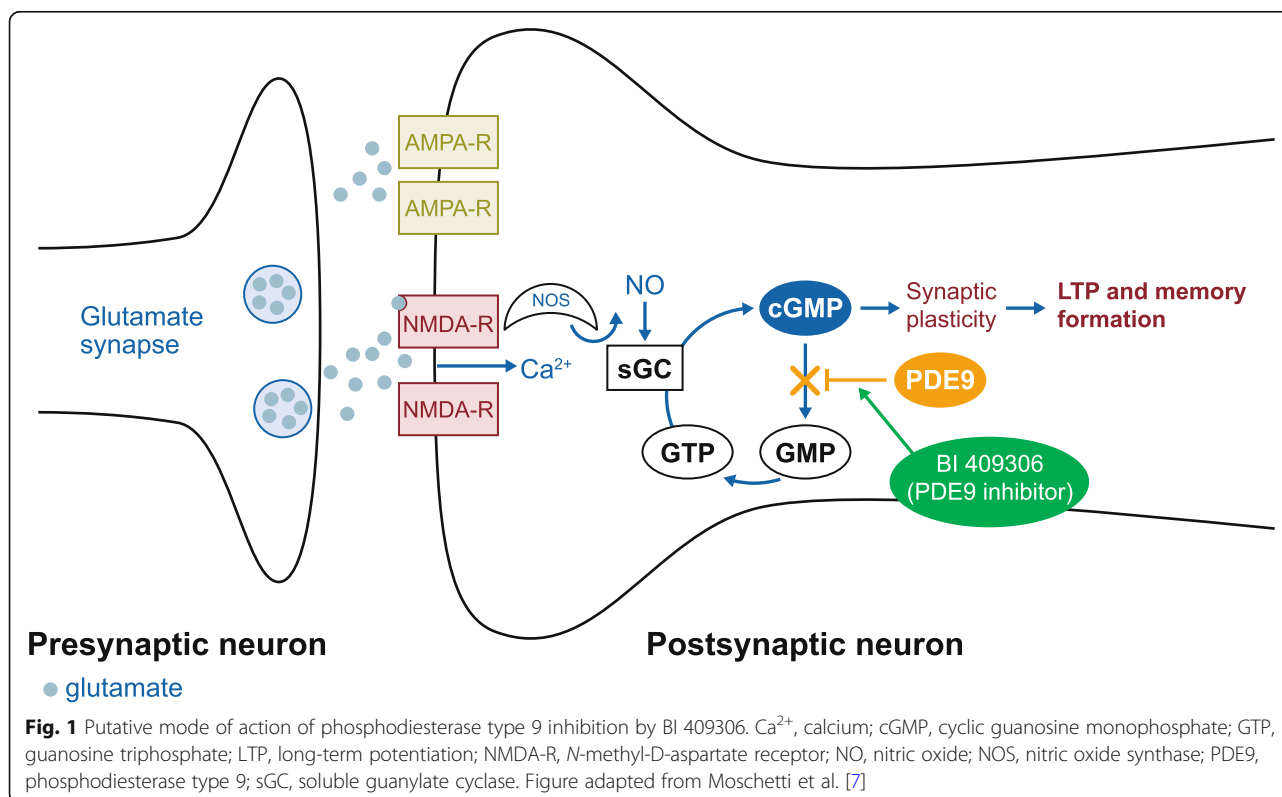 AMPA-R
AMPA-R
Glutamate
synapse
NMDA-R
NOS
NO
cGMP
Synaptic
plasticity
LTP and memory
formation
Ca²⁺
sGC
PDE9
NMDA-R
GTP
GMP
BI 409306
(PDE9 inhibitor)
Presynaptic neuron
Postsynaptic neuron
glutamate
Fig. 1 Putative mode of action of phosphodiesterase type 9 inhibition by BI 409306. Ca²⁺, calcium; cGMP, cyclic guanosine monophosphate; GTP,
guanosine triphosphate; LTP, long-term potentiation; NMDA-R, N-methyl-D-aspartate receptor; NO, nitric oxide; NOS, nitric oxide synthase; PDE9,
phosphodiesterase type 9; sGC, soluble guanylate cyclase. Figure adapted from Moschetti et al. [7]